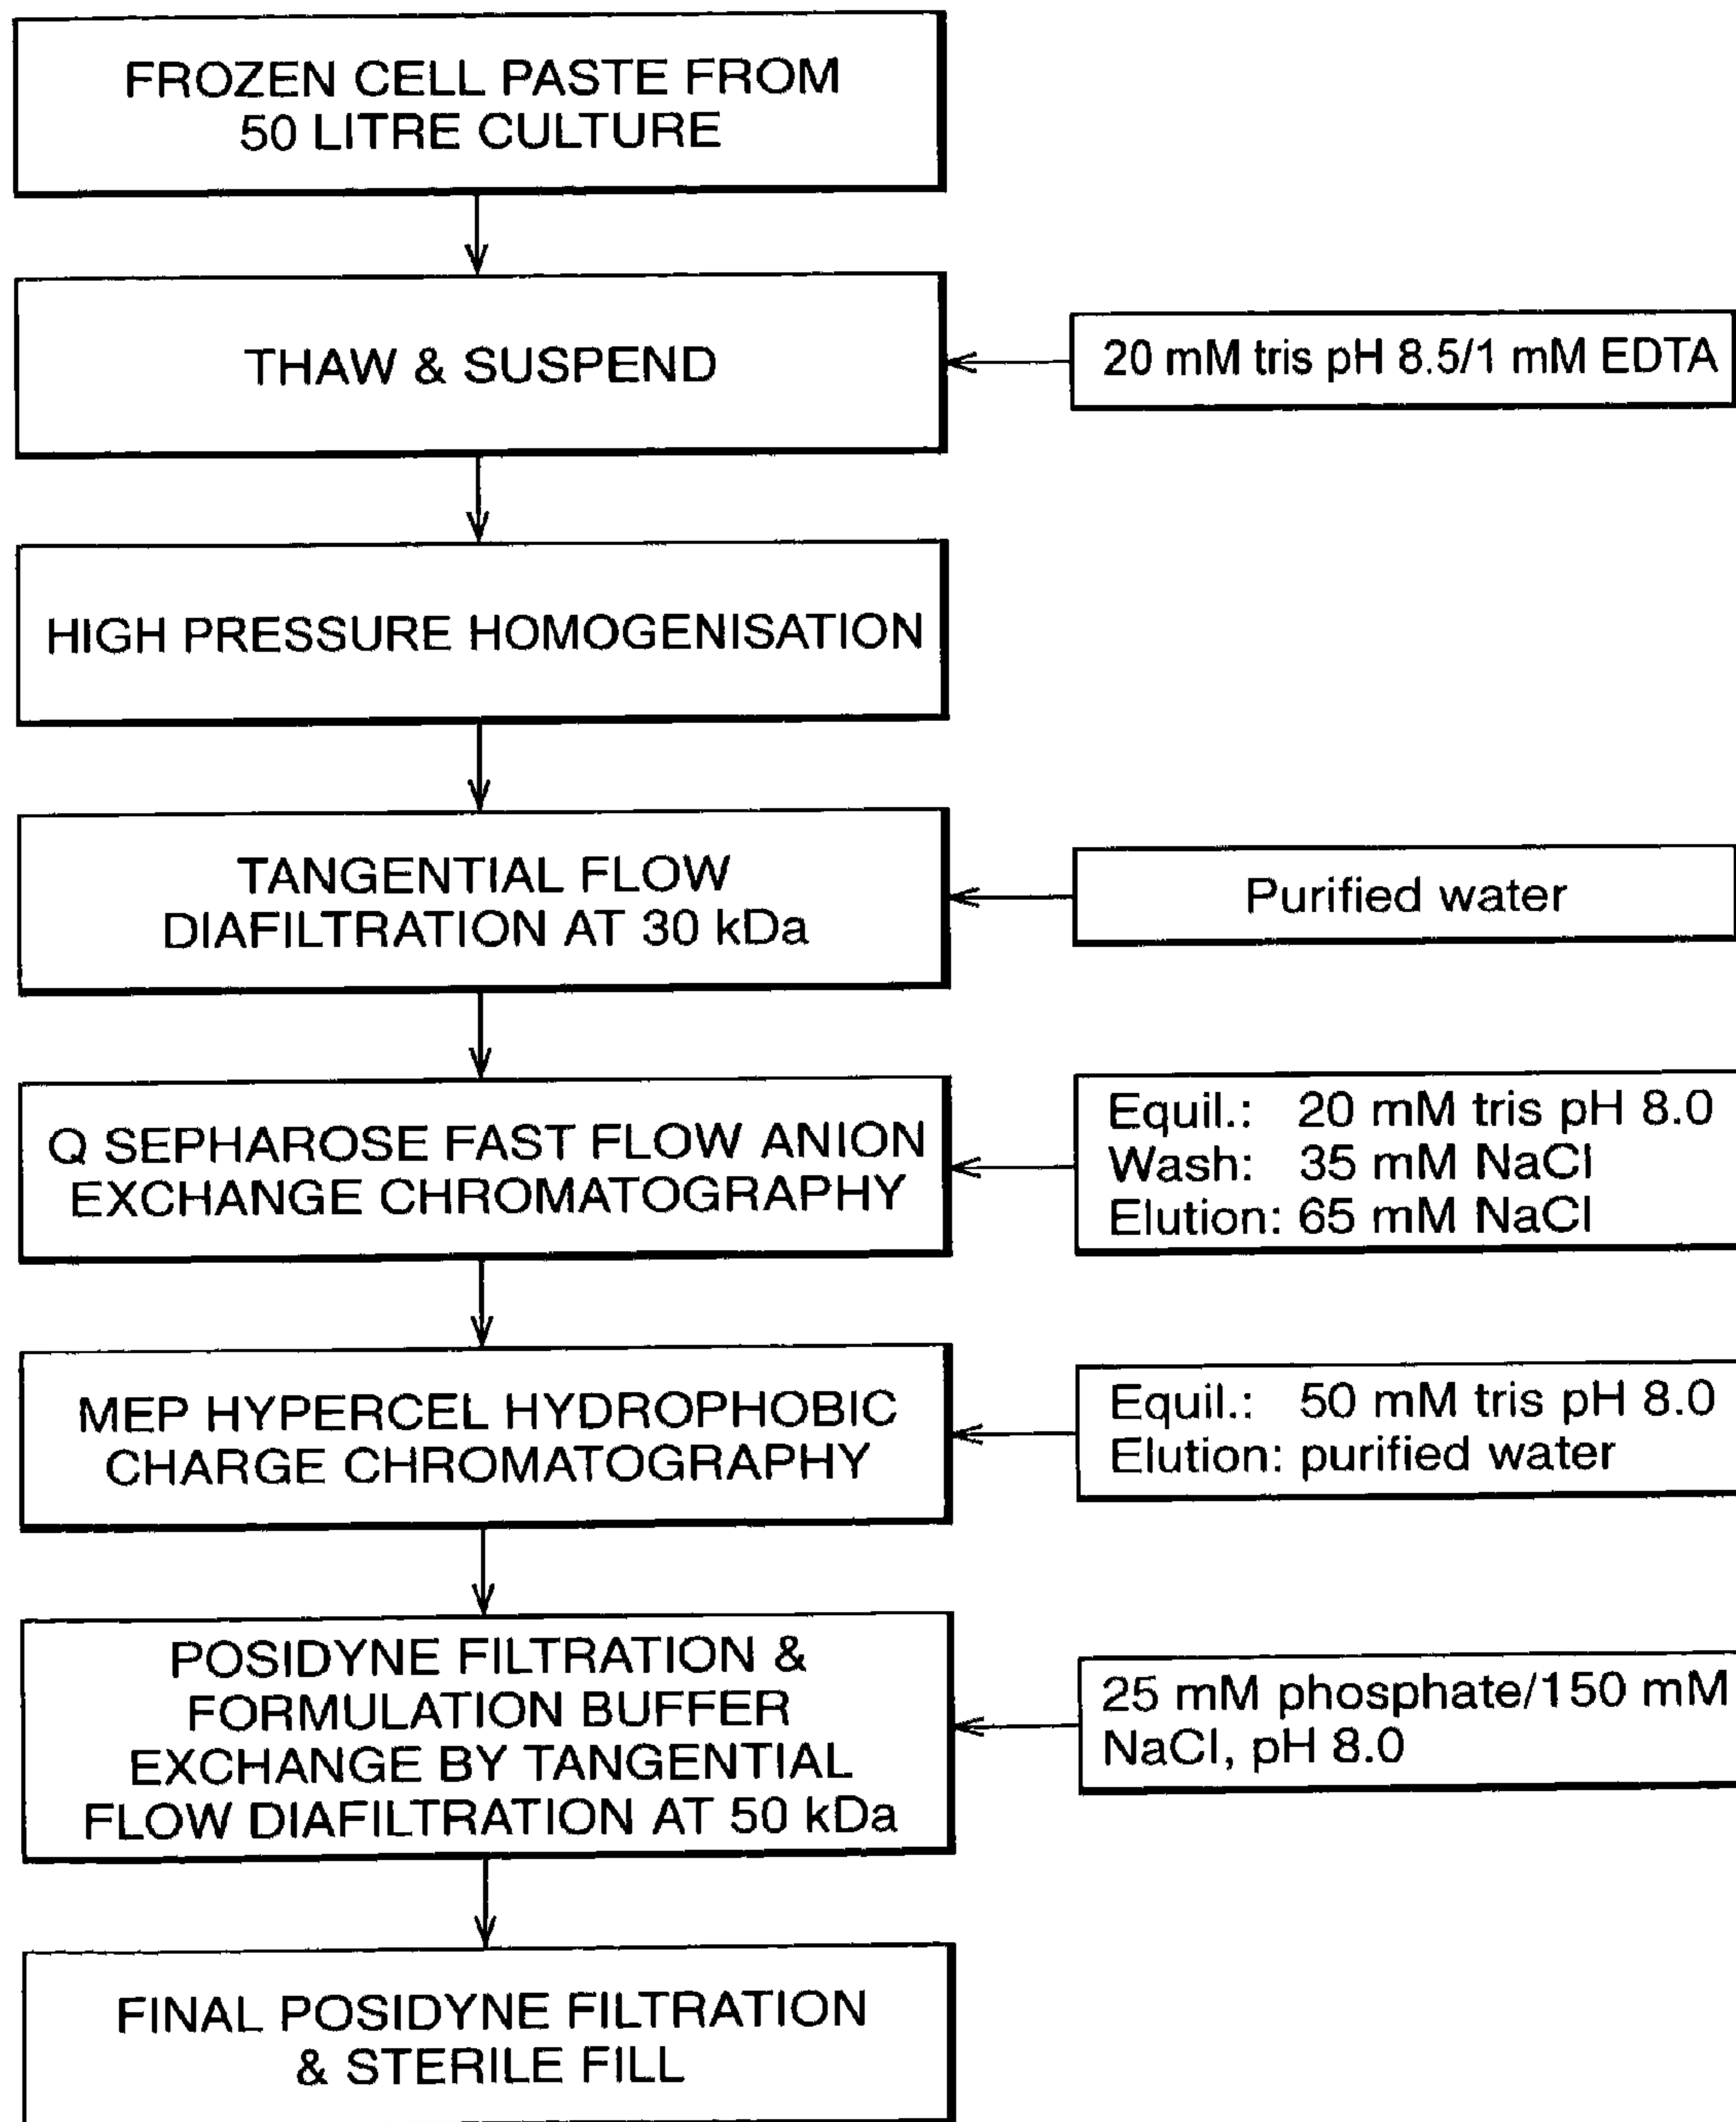 FROZEN CELL PASTE FROM
50 LITRE CULTURE
THAW & SUSPEND
20 mM tris pH 8.5/1 mM EDTA
HIGH PRESSURE HOMOGENISATION
TANGENTIAL FLOW
DIAFILTRATION AT 30 kDa
Purified water
Q SEPHAROSE FAST FLOW ANION
EXCHANGE CHROMATOGRAPHY
Equil.: 20 mM tris pH 8.0
Wash: 35 mM NaCl
Elution: 65 mM NaCl
MEP HYPERCEL HYDROPHOBIC
CHARGE CHROMATOGRAPHY
Equil.: 50 mM tris pH 8.0
Elution: purified water
POSIDYNE FILTRATION &
FORMULATION BUFFER
EXCHANGE BY TANGENTIAL
FLOW DIAFILTRATION AT 50 kDa
25 mM phosphate/150 mM
NaCl, pH 8.0
FINAL POSIDYNE FILTRATION
& STERILE FILL